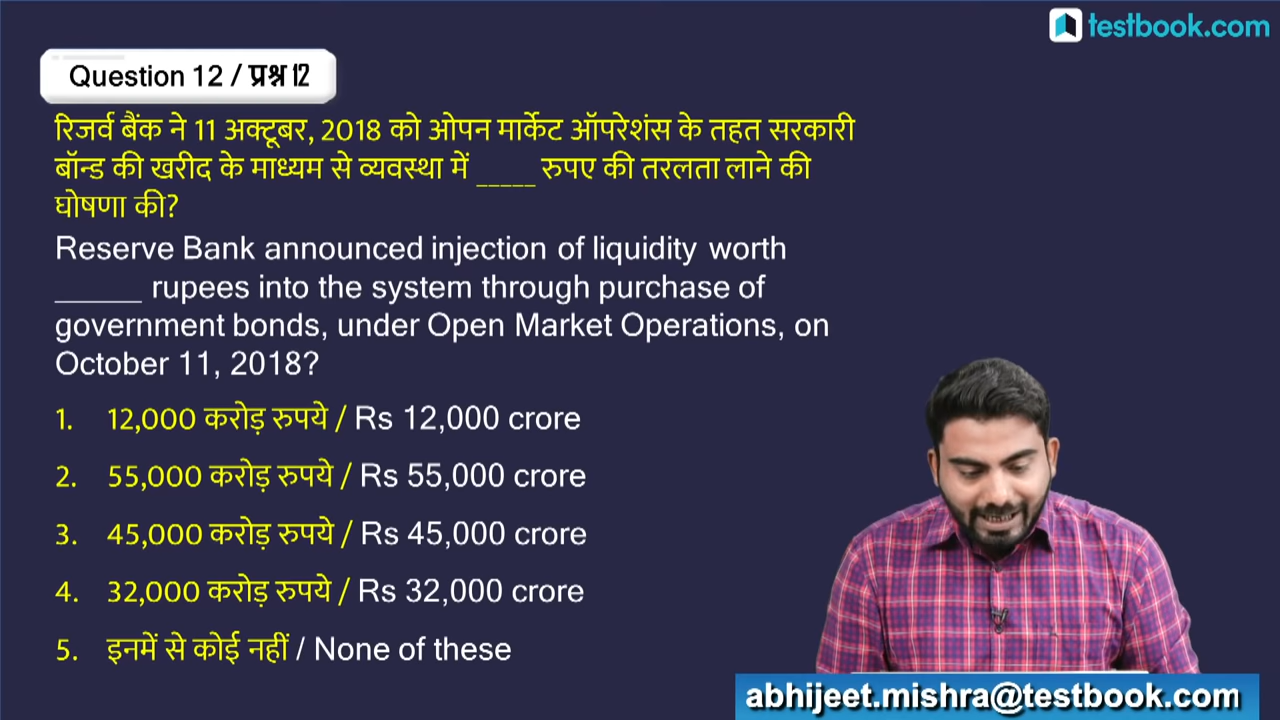 testbook.com
Question 12 / प्रश्न 12
रिजर्व बैंक ने 11 अक्टूबर, 2018 को ओपन मार्केट ऑपरेशंस के तहत सरकारी
बॉन्ड की खरीद के माध्यम से व्यवस्था में _____ रुपए की तरलता लाने की
घोषणा की?
Reserve Bank announced injection of liquidity worth
_____ rupees into the system through purchase of
government bonds, under Open Market Operations, on
October 11, 2018?
1. 12,000 करोड़ रुपये / Rs 12,000 crore
2. 55,000 करोड़ रुपये / Rs 55,000 crore
3. 45,000 करोड़ रुपये / Rs 45,000 crore
4. 32,000 करोड़ रुपये / Rs 32,000 crore
5. इनमें से कोई नहीं / None of these
abhijeet.mishra@testbook.com